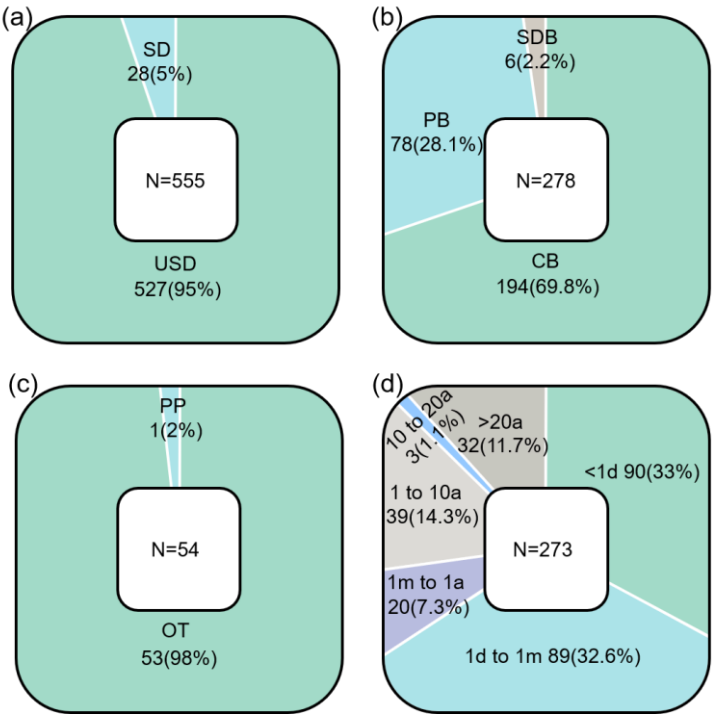 (a)
SD
28(5%)
N=555
USD
527(95%)
(b)
SDB
6(2.2%)
PB
78(28.1%)
N=278
CB
194(69.8%)
(c)
PP
1(2%)
N=54
OT
53(98%)
(d)
10 to 20a
3(1.1%)
>20a
32(11.7%)
<1d 90(33%)
1 to 10a
39(14.3%)
N=273
1m to 1a
20(7.3%)
1d to 1m 89(32.6%)